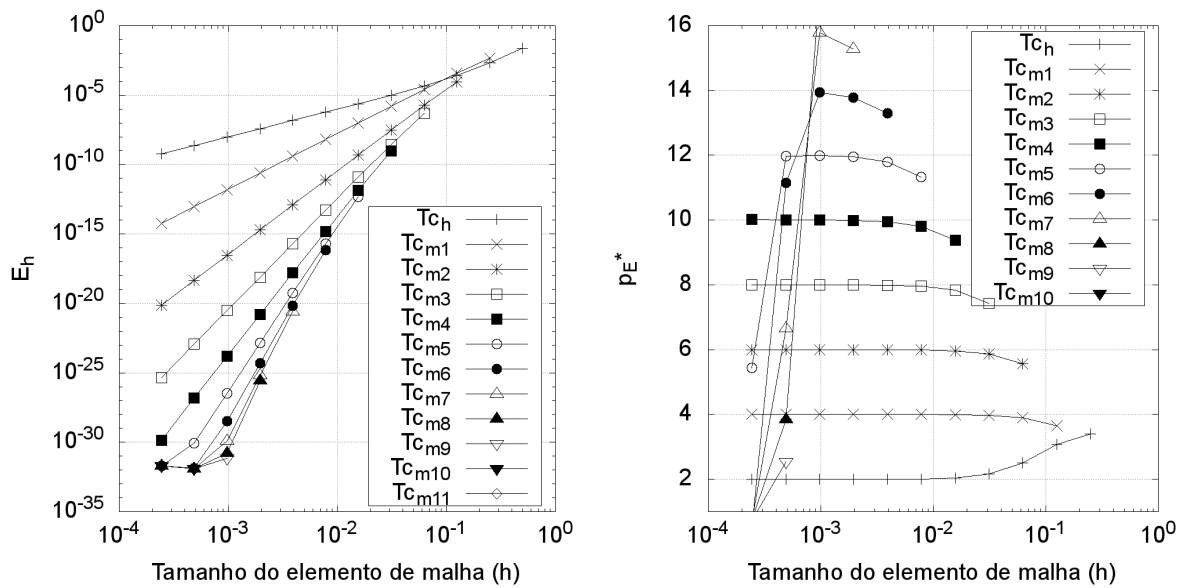 10^0
10^-5
10^-10
10^-15
10^-20
10^-25
10^-30
10^-35
E_h
Tc_h
Tc_m1
Tc_m2
Tc_m3
Tc_m4
Tc_m5
Tc_m6
Tc_m7
Tc_m8
Tc_m9
Tc_m10
Tc_m11
10^-4 10^-3 10^-2 10^-1 10^0
Tamanho do elemento de malha (h)
16
14
12
10
8
6
4
2
p_E*
Tc_h
Tc_m1
Tc_m2
Tc_m3
Tc_m4
Tc_m5
Tc_m6
Tc_m7
Tc_m8
Tc_m9
Tc_m10
10^-4 10^-3 10^-2 10^-1 10^0
Tamanho do elemento de malha (h)